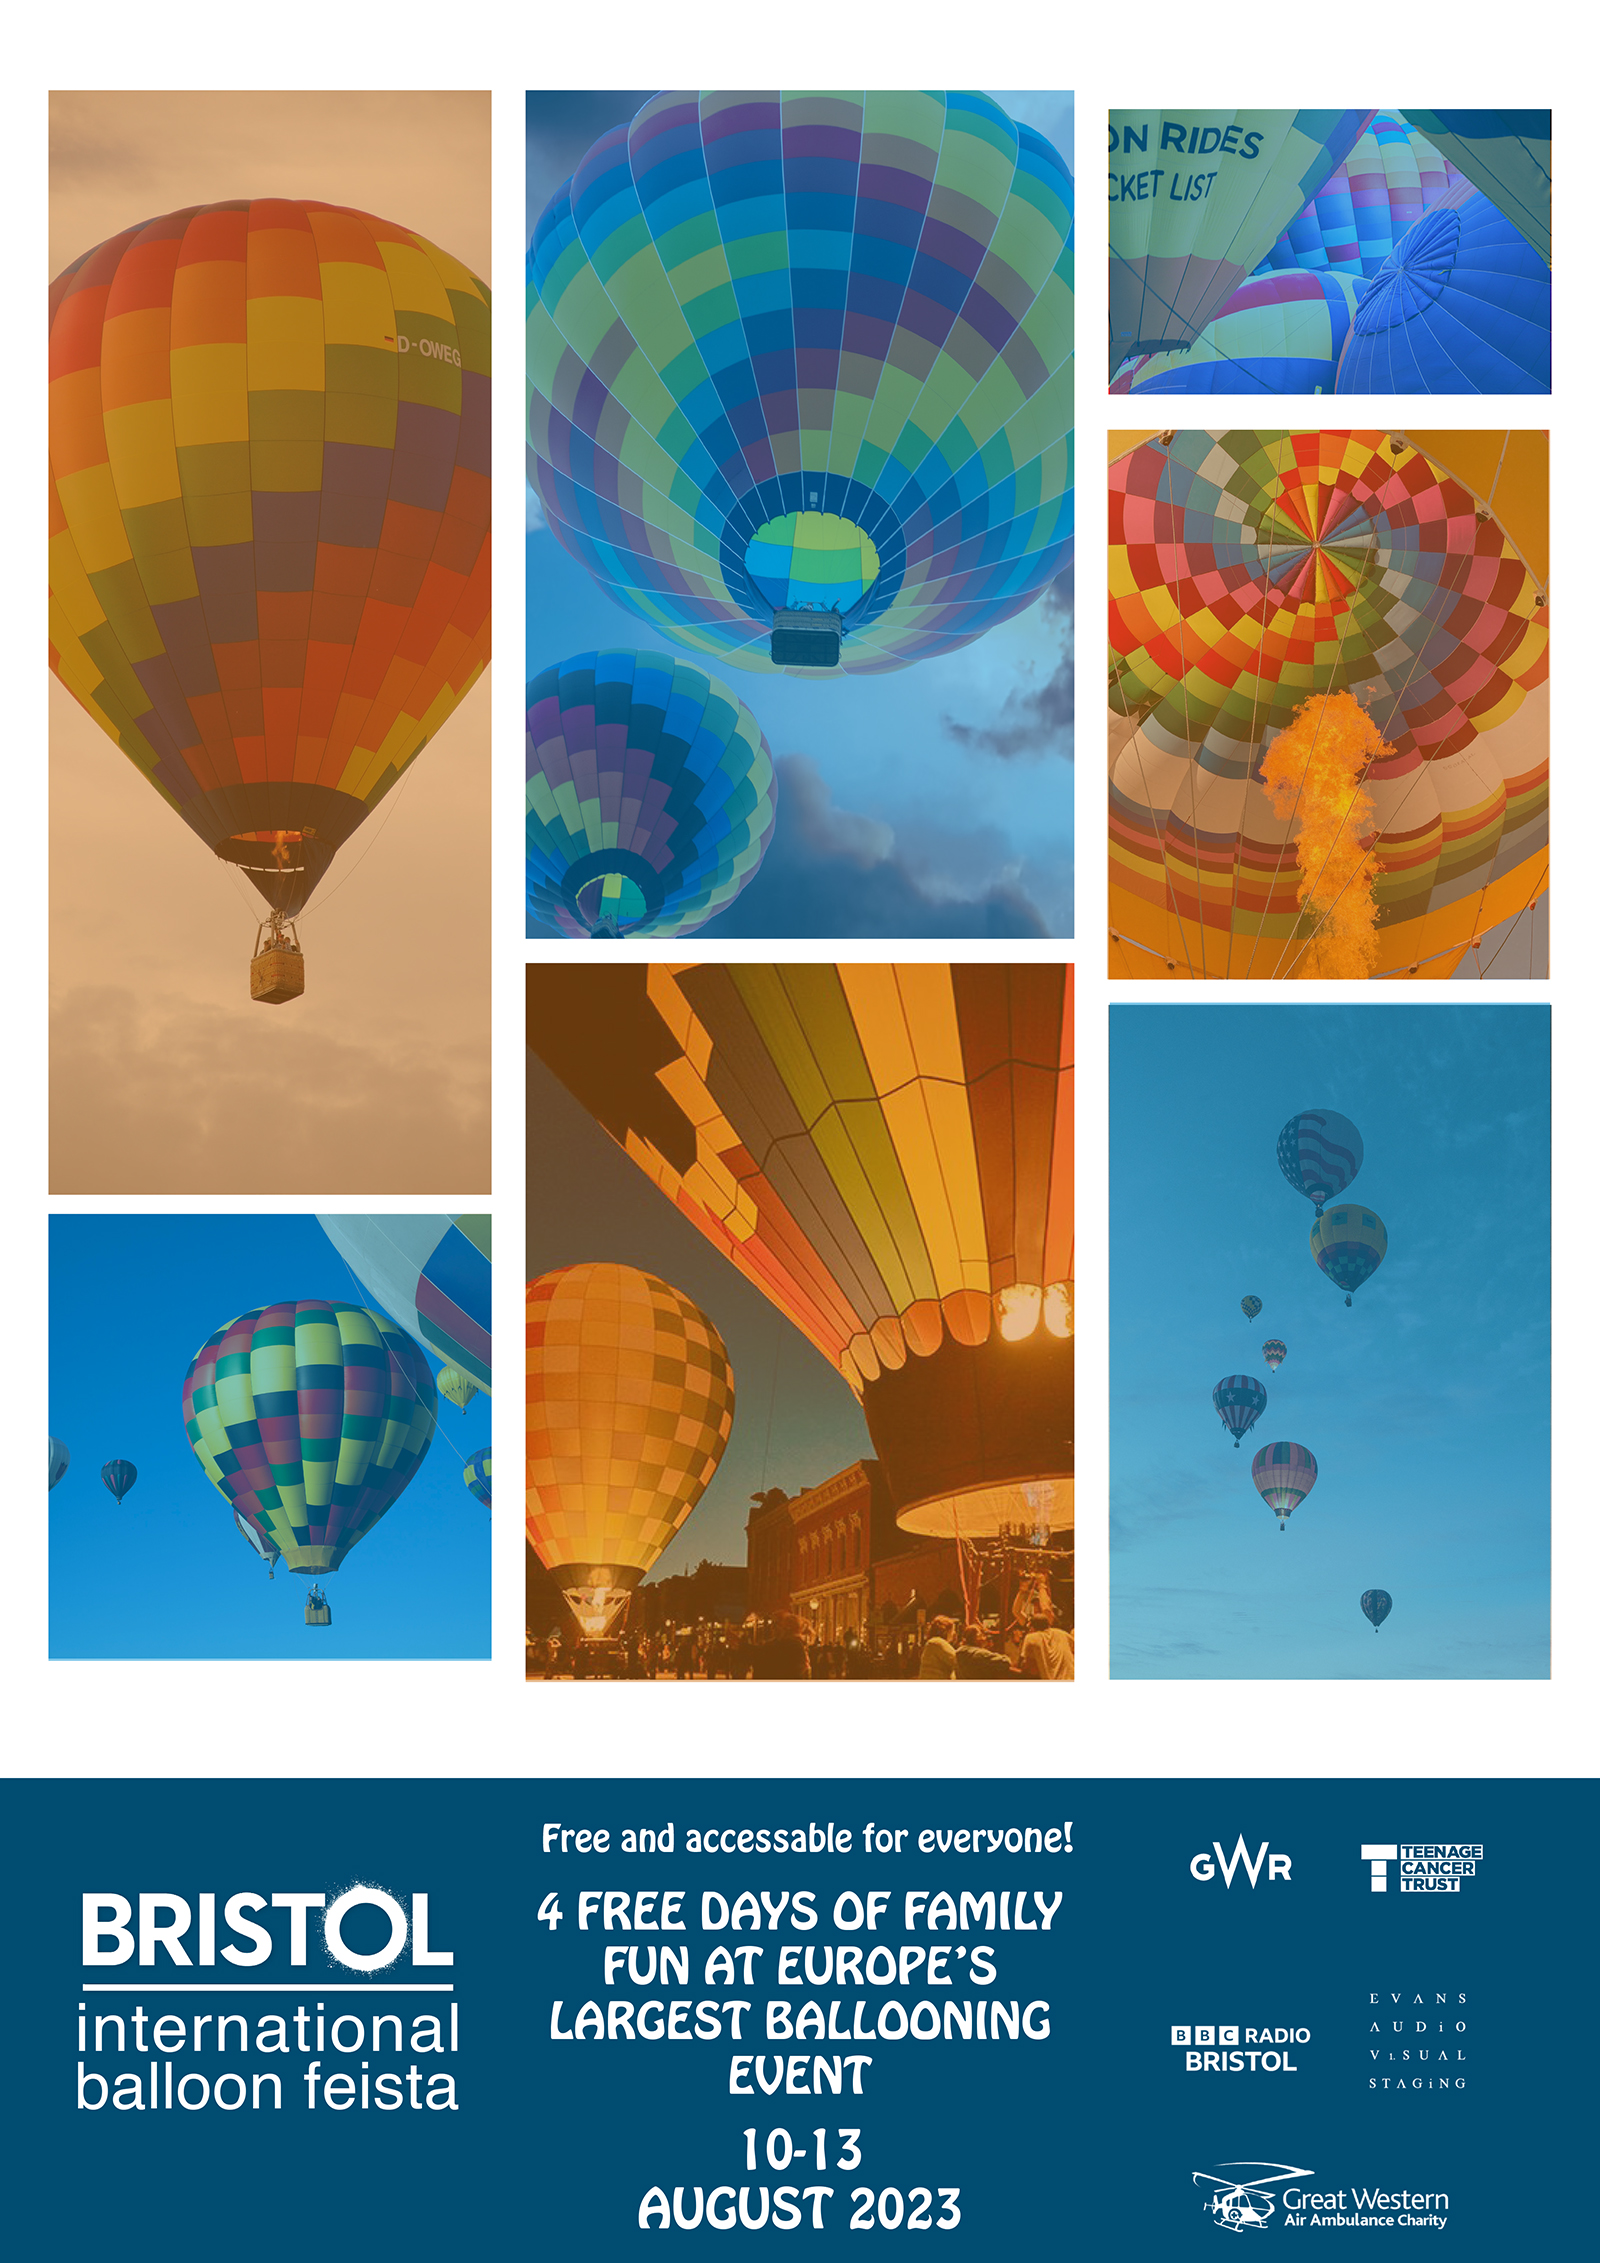 ON RIDES
CKET LIST
D-OWEG
BRISTOL
international
balloon feista
Free and accessable for everyone!
4 FREE DAYS OF FAMILY
FUN AT EUROPE'S
LARGEST BALLOONING
EVENT
10-13
AUGUST 2023
GWR
TEENAGE
CANCER
TRUST
BBC RADIO
BRISTOL
EVANS
AUDiO
ViSUAL
STAGiNG
Great Western
Air Ambulance Charity